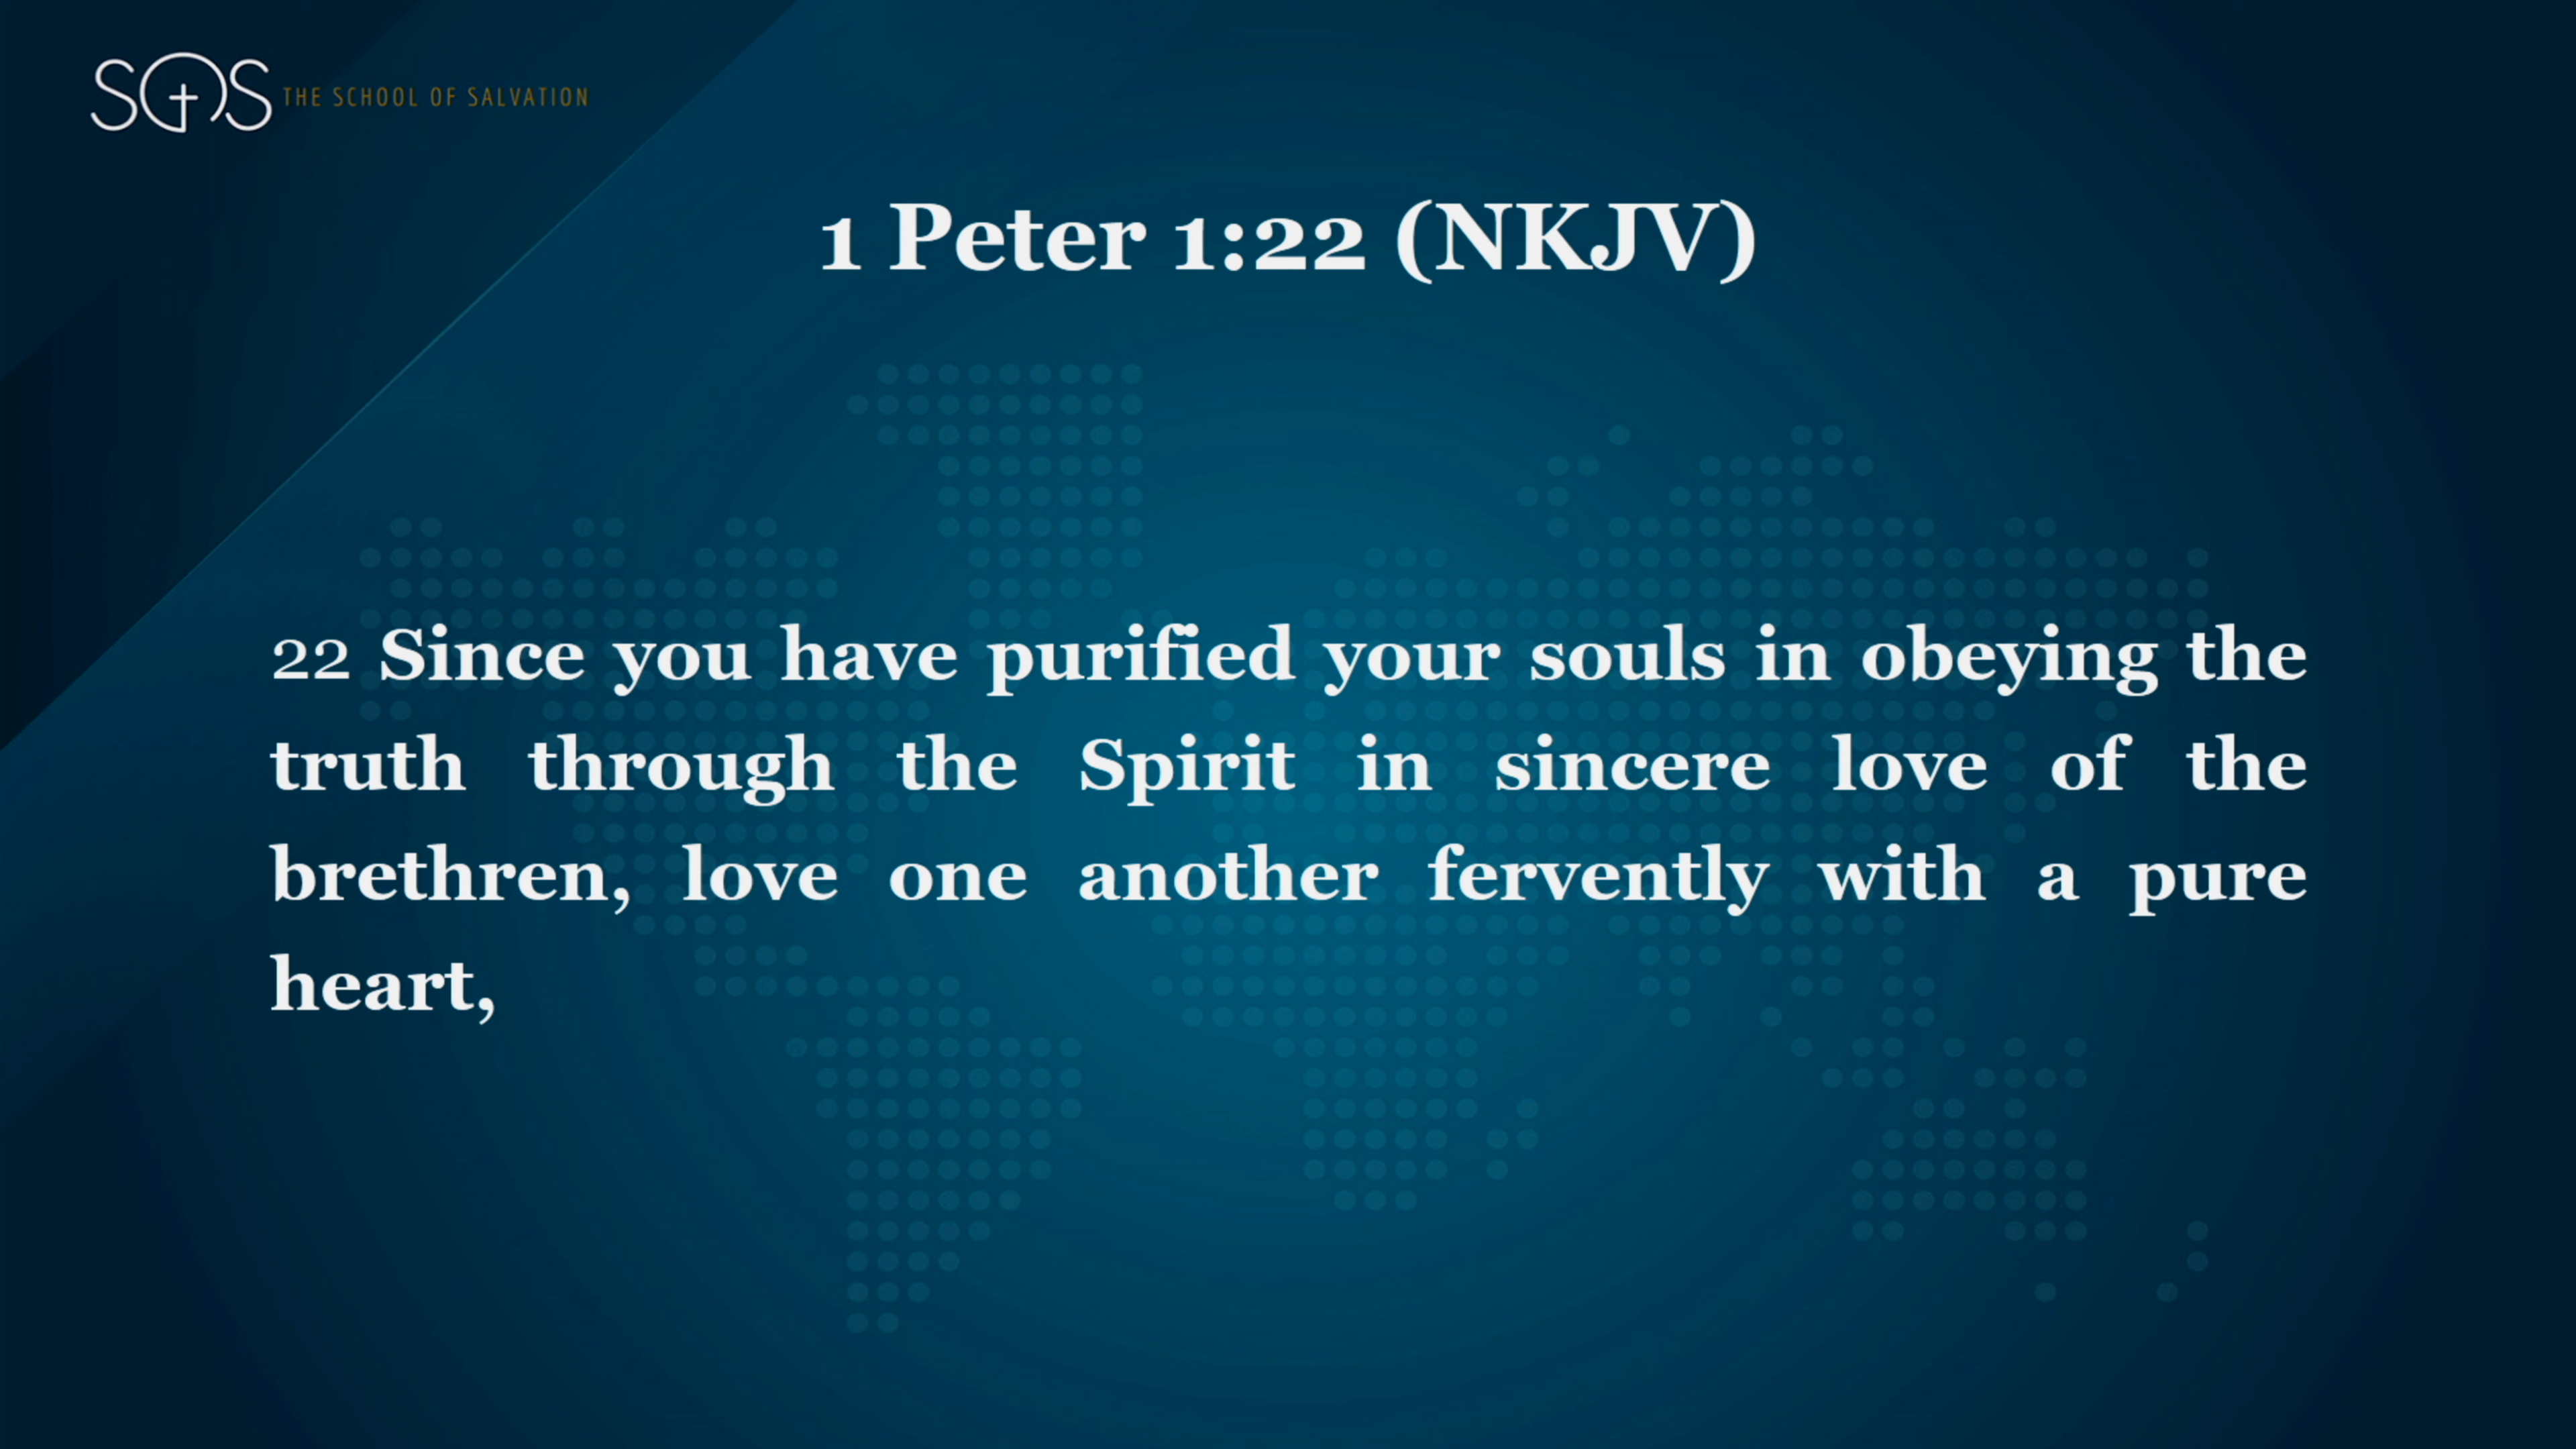 SOS THE SCHOOL OF SALVATION
1 Peter 1:22 (NKJV)
22 Since you have purified your souls in obeying the
truth through the Spirit in sincere love of the
brethren, love one another fervently with a pure
heart,